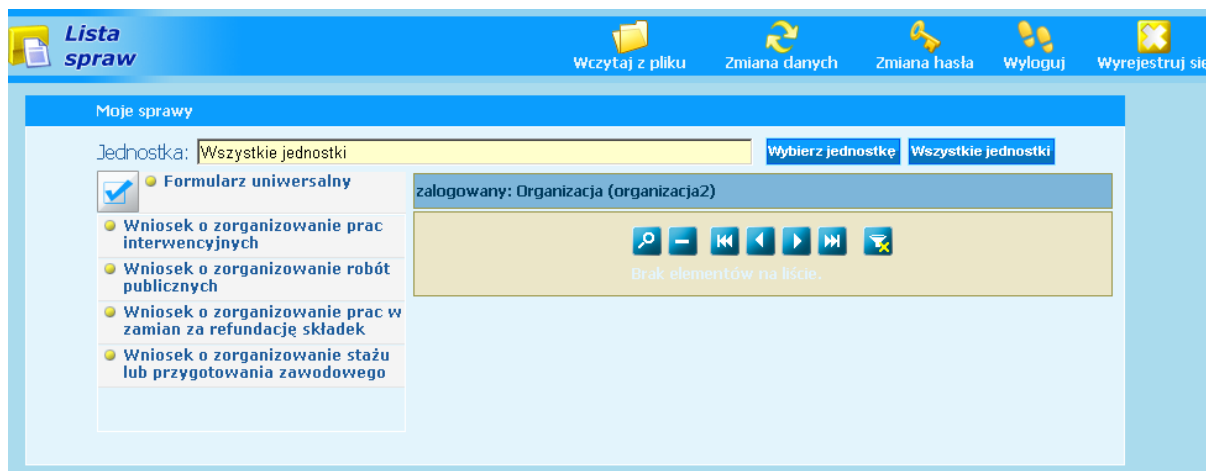 Lista
spraw
Wczytaj z pliku
Zmiana danych
Zmiana hasła
Wyloguj
Wyrejestruj sie
Moje sprawy
Jednostka:
Wszystkie jednostki
Wybierz jednostkę
Wszystkie jednostki
Formularz uniwersalny
Wniosek o zorganizowanie prac
interwencyjnych
Wniosek o zorganizowanie robót
publicznych
Wniosek o zorganizowanie prac w
zamian za refundację składek
Wniosek o zorganizowanie stażu
lub przygotowania zawodowego
zalogowany: Organizacja (organizacja2)
Brak elementów na liście.